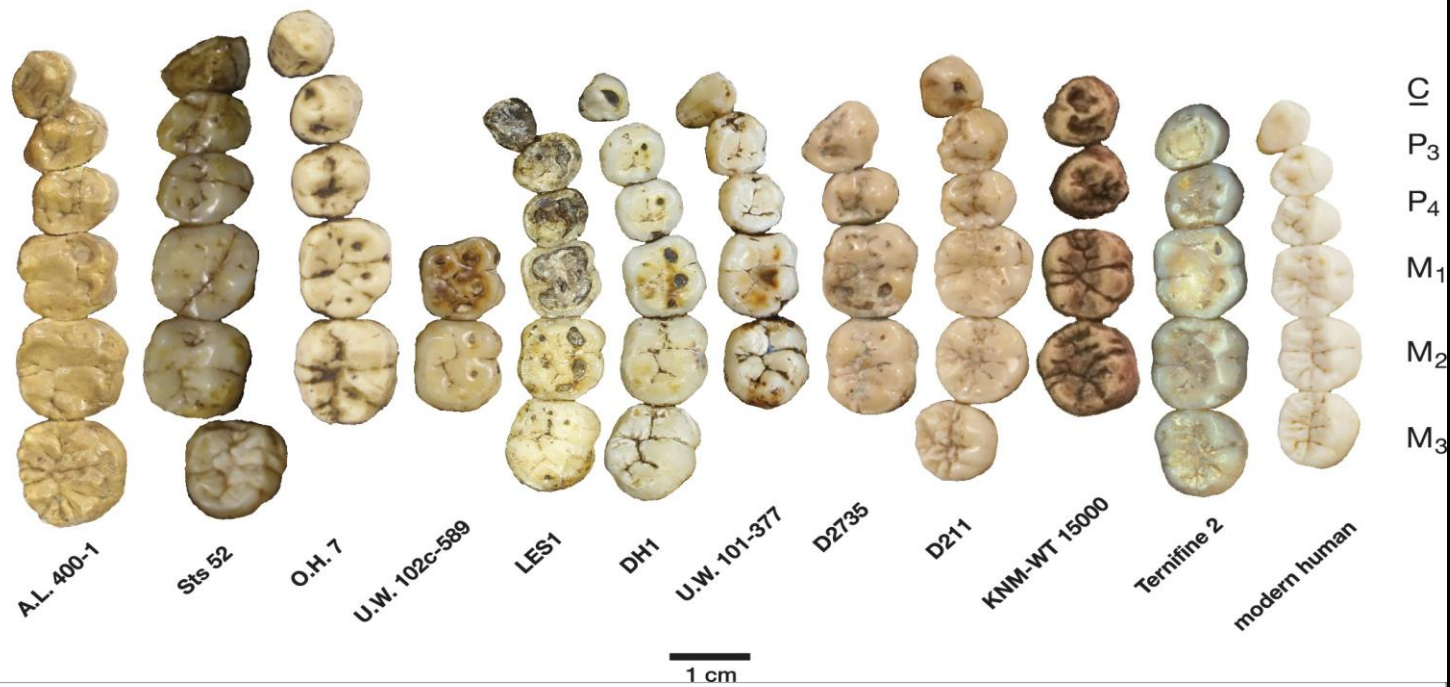 C
P3
P4
M1
M2
M3
A.L. 400-1
Sts 52
O.H. 7
U.W. 102c-589
LES1
DH1
U.W. 101-377
D2735
D211
KNM-WT 15000
Ternifine 2
modern human
1 cm